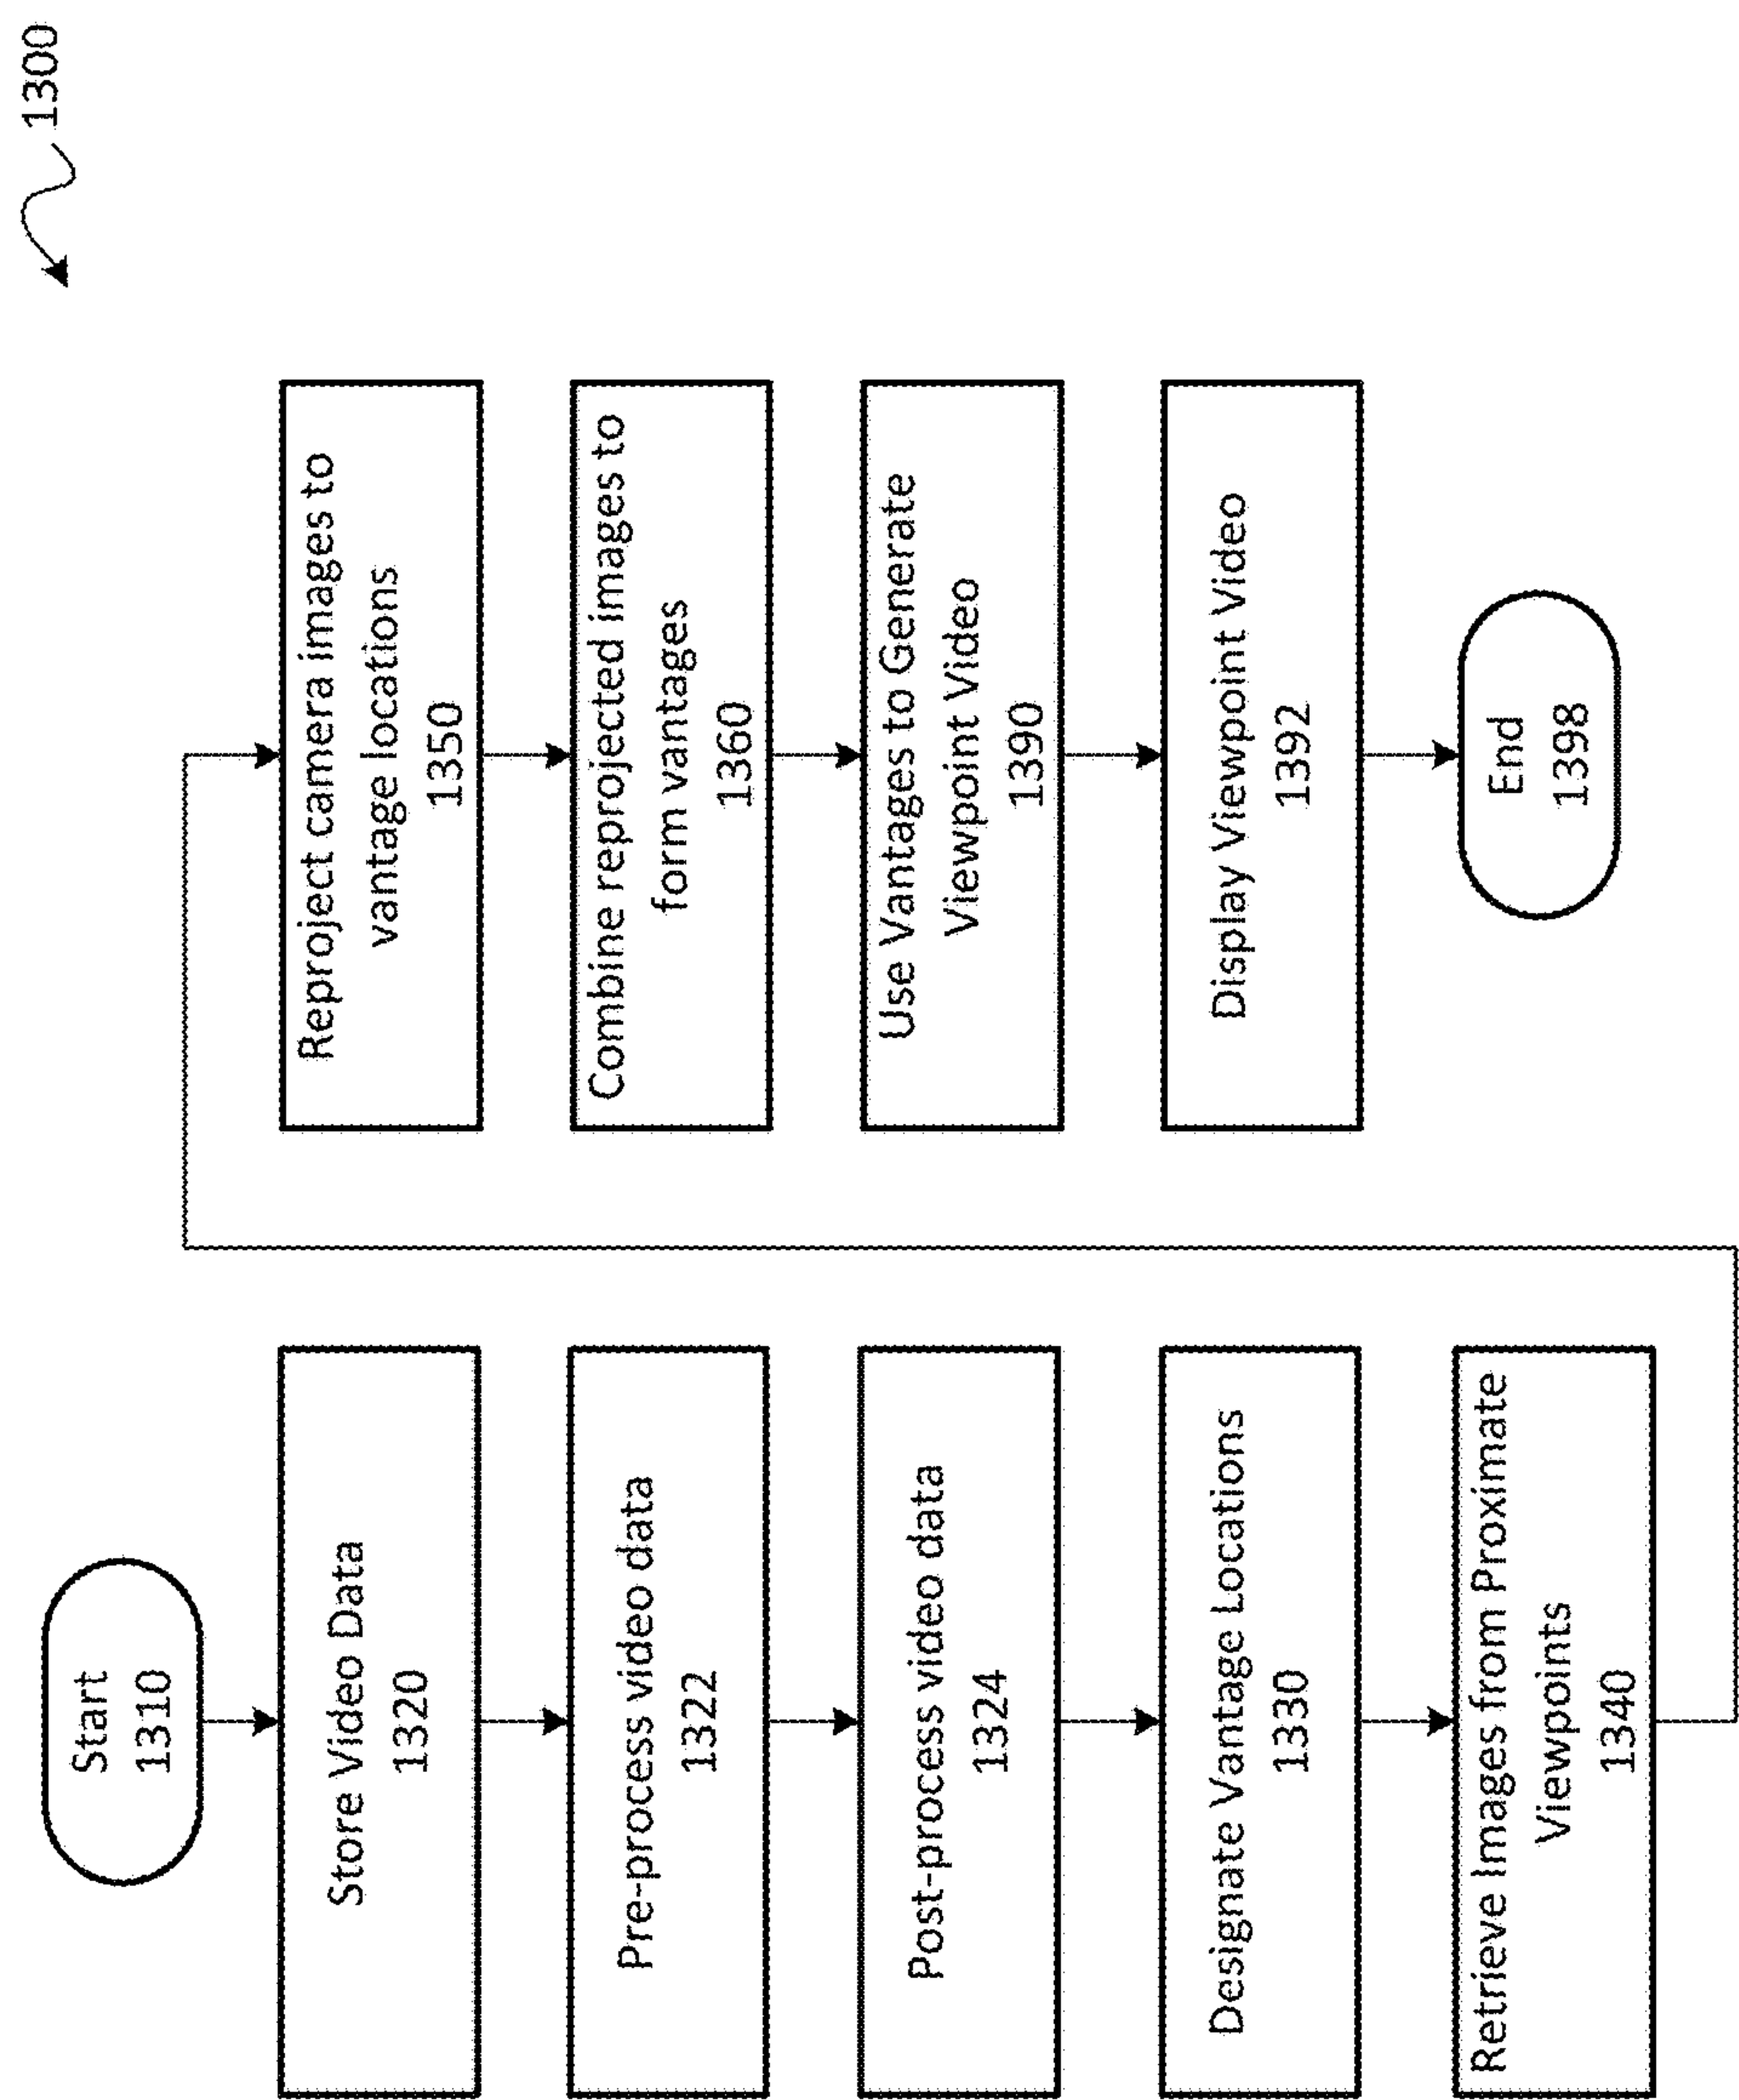 1300
Start
1310
Store Video Data
1320
Pre-process video data
1322
Post-process video data
1324
Designate Vantage Locations
1330
Retrieve Images from Proximate
Viewpoints
1340
Reproject camera images to
vantage locations
1350
Combine reprojected images to
form vantages
1360
Use Vantages to Generate
Viewpoint Video
1390
Display Viewpoint Video
1392
End
1398